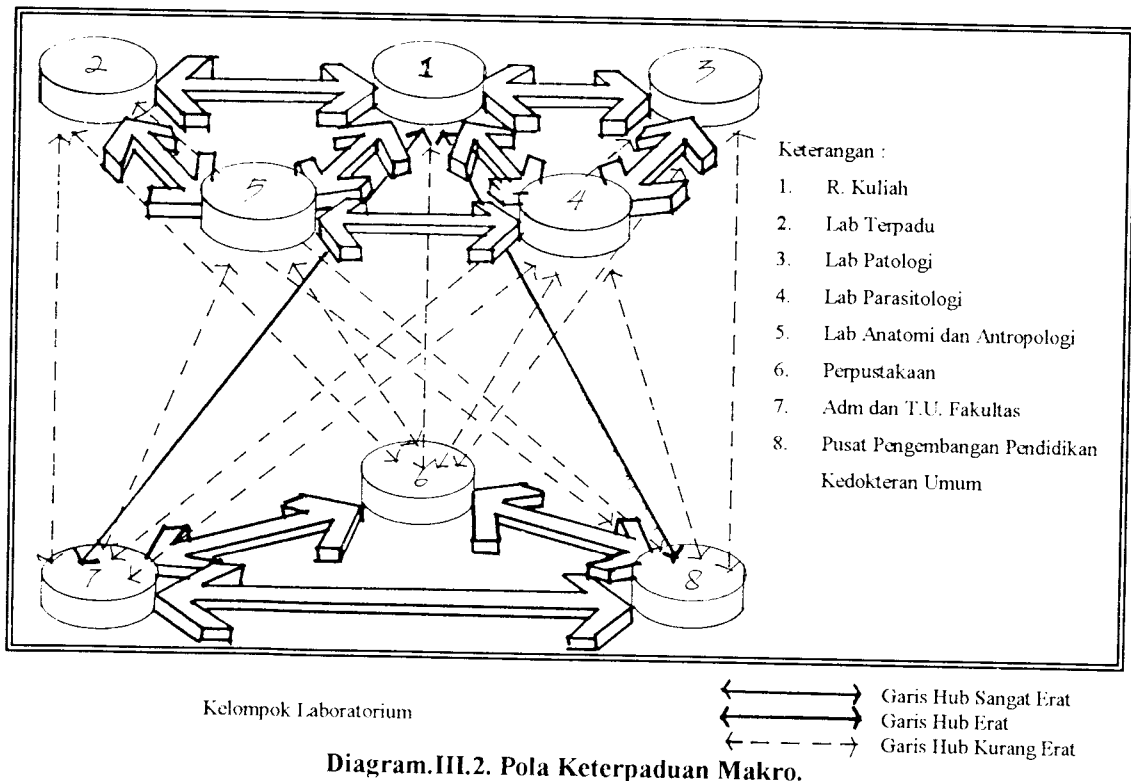 2
1
3
5
4
6
7
8
Keterangan :
1. R. Kuliah
2. Lab Terpadu
3. Lab Patologi
4. Lab Parasitologi
5. Lab Anatomi dan Antropologi
6. Perpustakaan
7. Adm dan T.U. Fakultas
8. Pusat Pengembangan Pendidikan
Kedokteran Umum
Kelompok Laboratorium
Garis Hub Sangat Erat
Garis Hub Erat
Garis Hub Kurang Erat
Diagram.III.2. Pola Keterpaduan Makro.